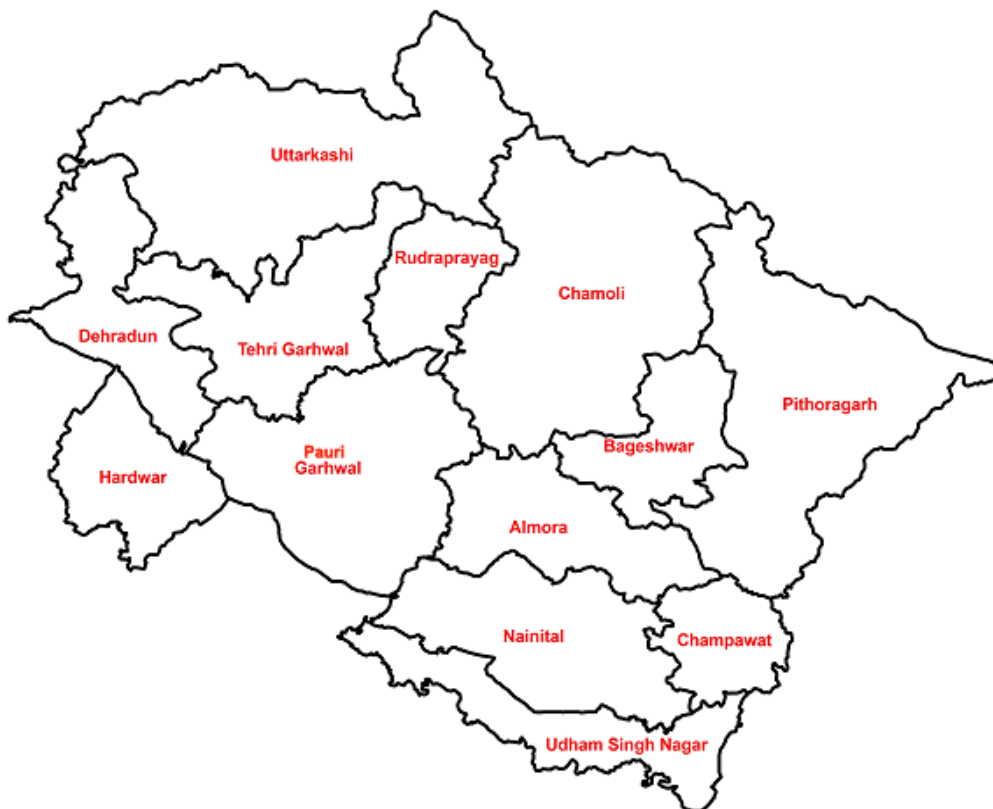 Uttarkashi
Rudraprayag
Chamoli
Dehradun
Tehri Garhwal
Pithoragarh
Pauri
Garhwal
Bageshwar
Hardwar
Almora
Nainital
Champawat
Udham Singh Nagar